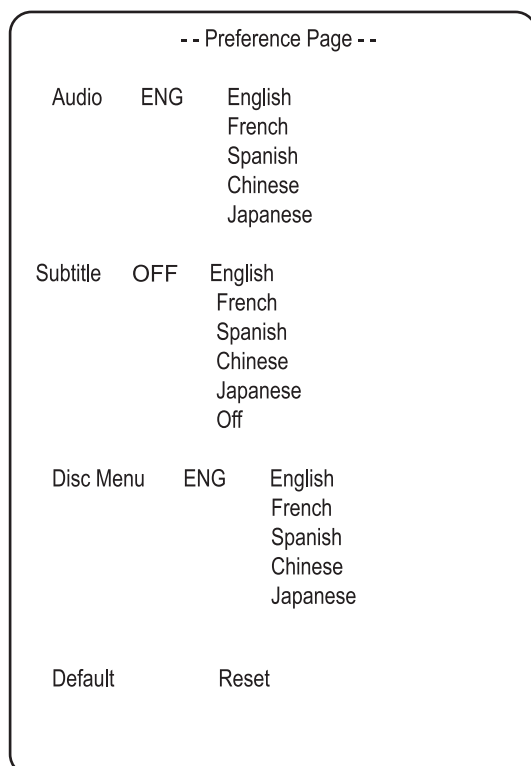 - - Preference Page - -
Audio ENG English
French
Spanish
Chinese
Japanese
Subtitle OFF English
French
Spanish
Chinese
Japanese
Off
Disc Menu ENG English
French
Spanish
Chinese
Japanese
Default Reset